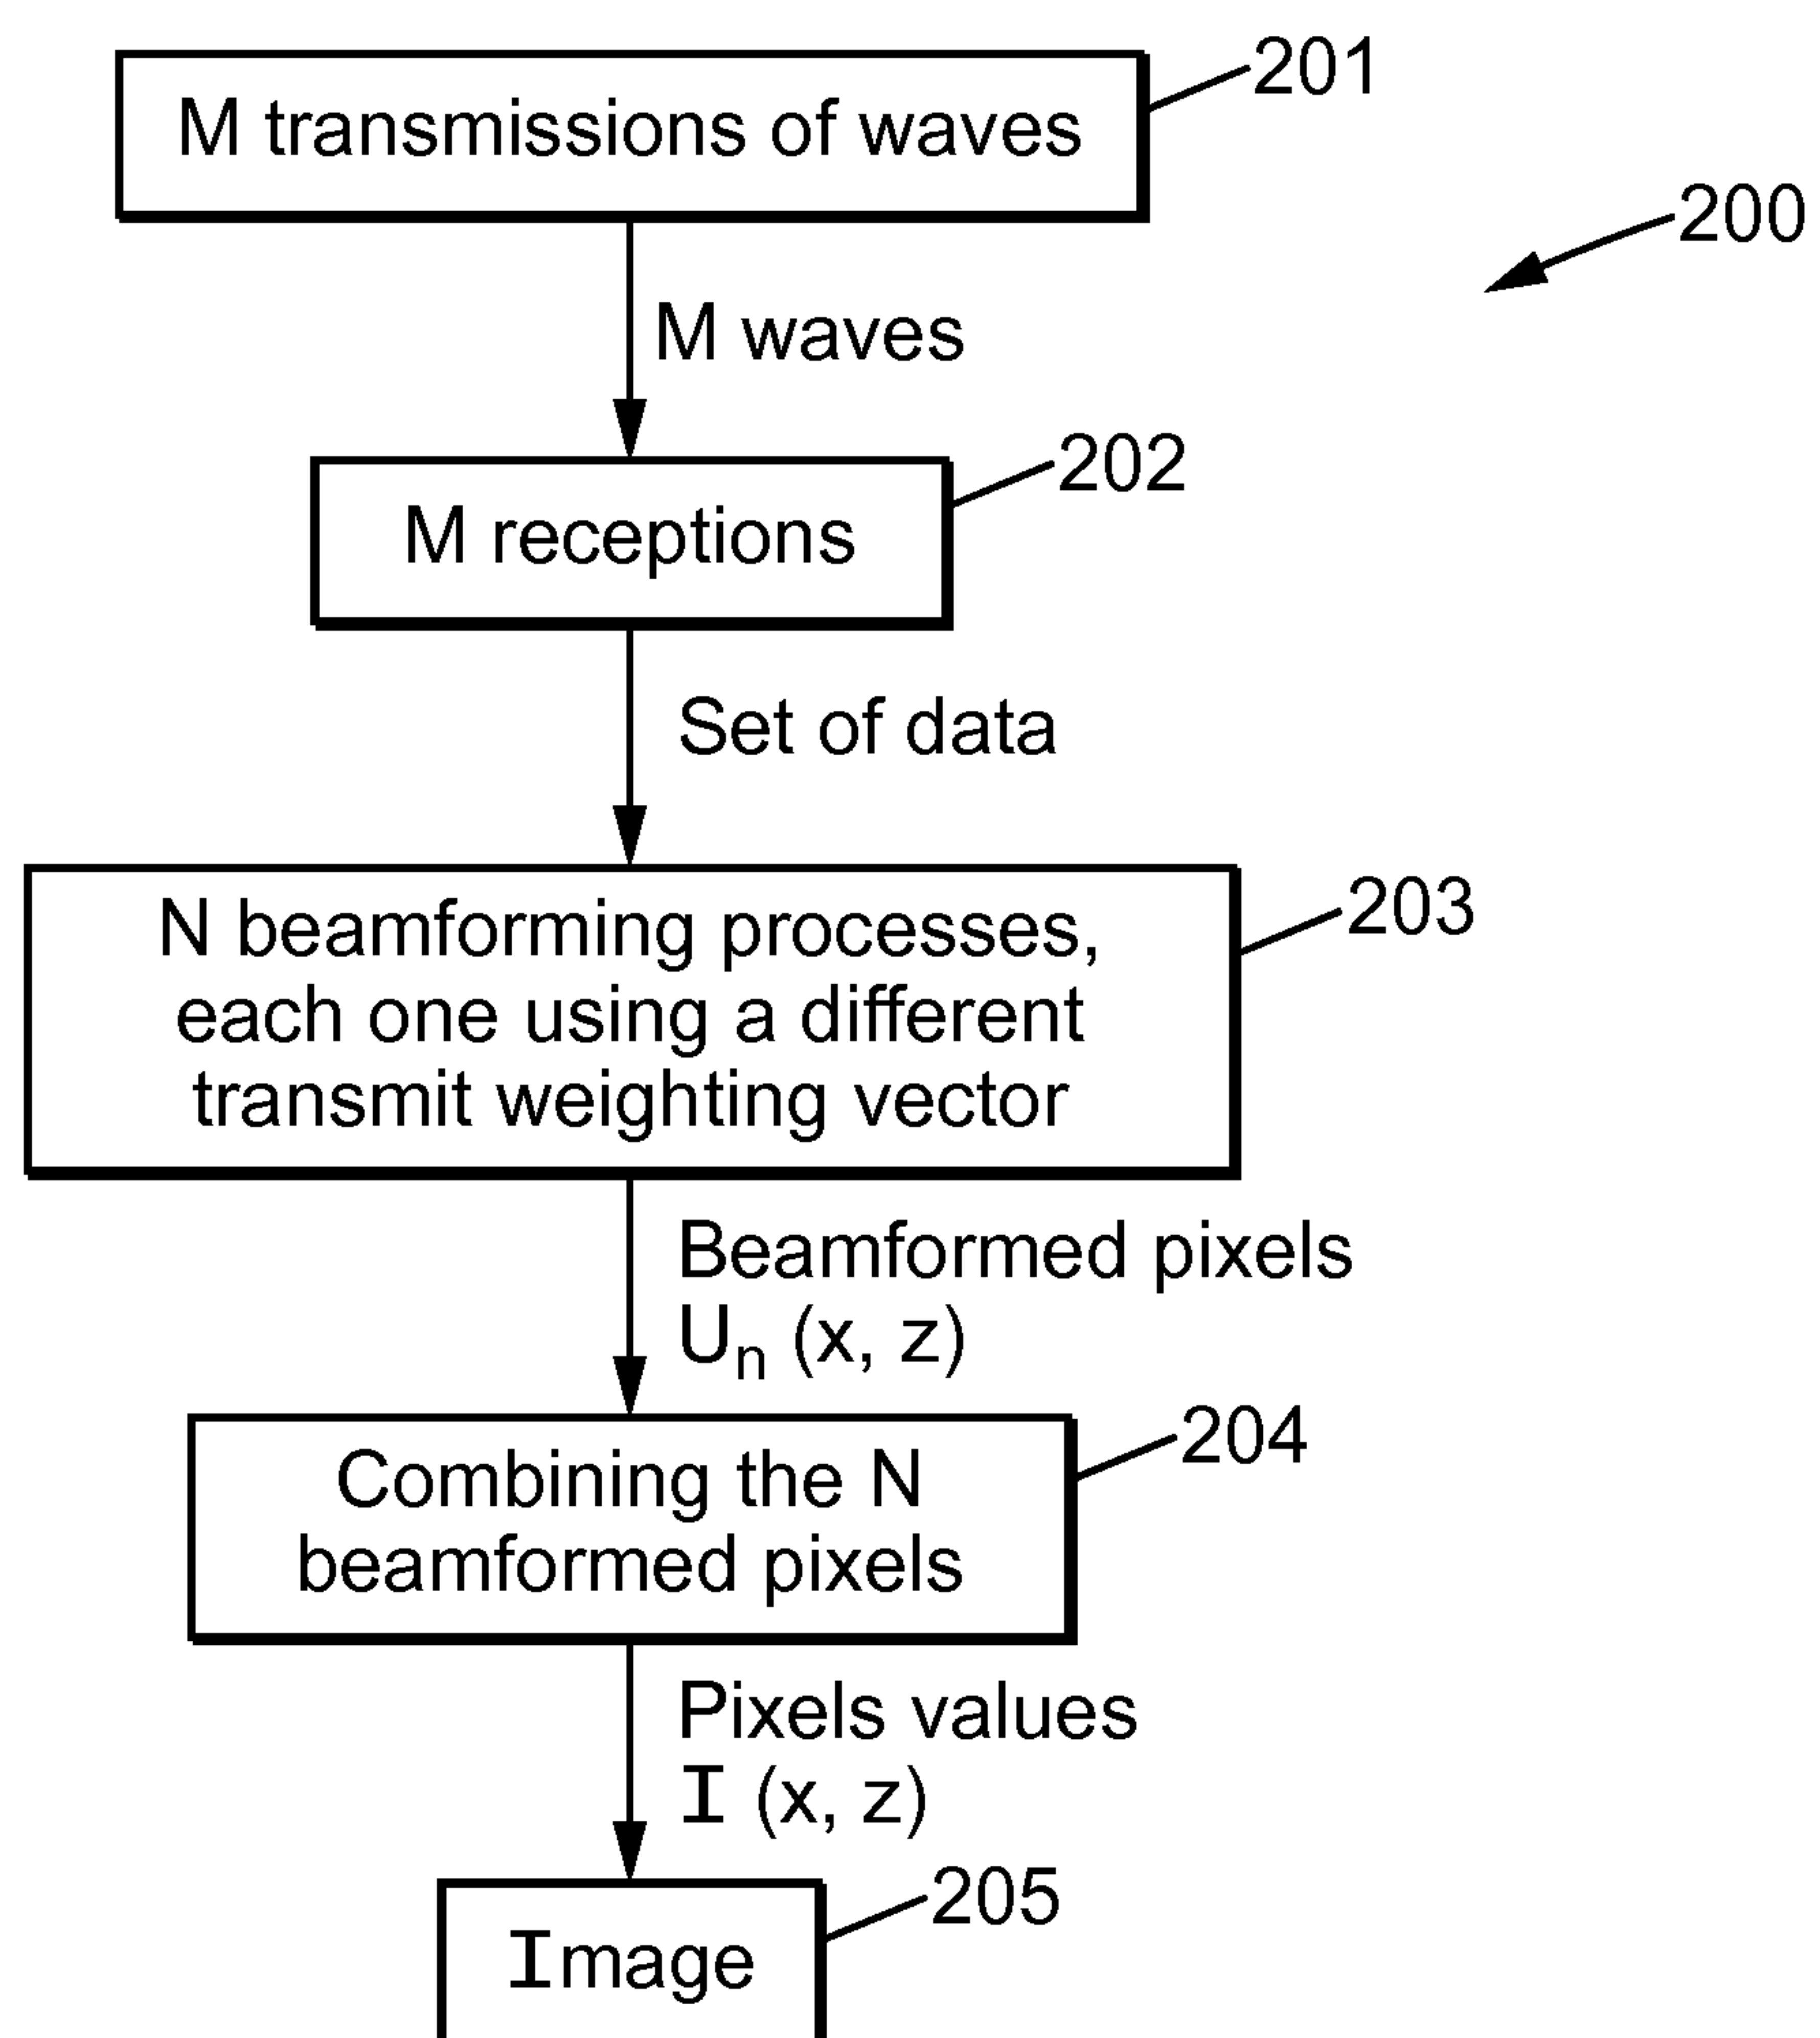 M transmissions of waves
201
200
M waves
202
M receptions
Set of data
203
N beamforming processes,
each one using a different
transmit weighting vector
Beamformed pixels
Uₙ (x, z)
204
Combining the N
beamformed pixels
Pixels values
I (x, z)
205
Image